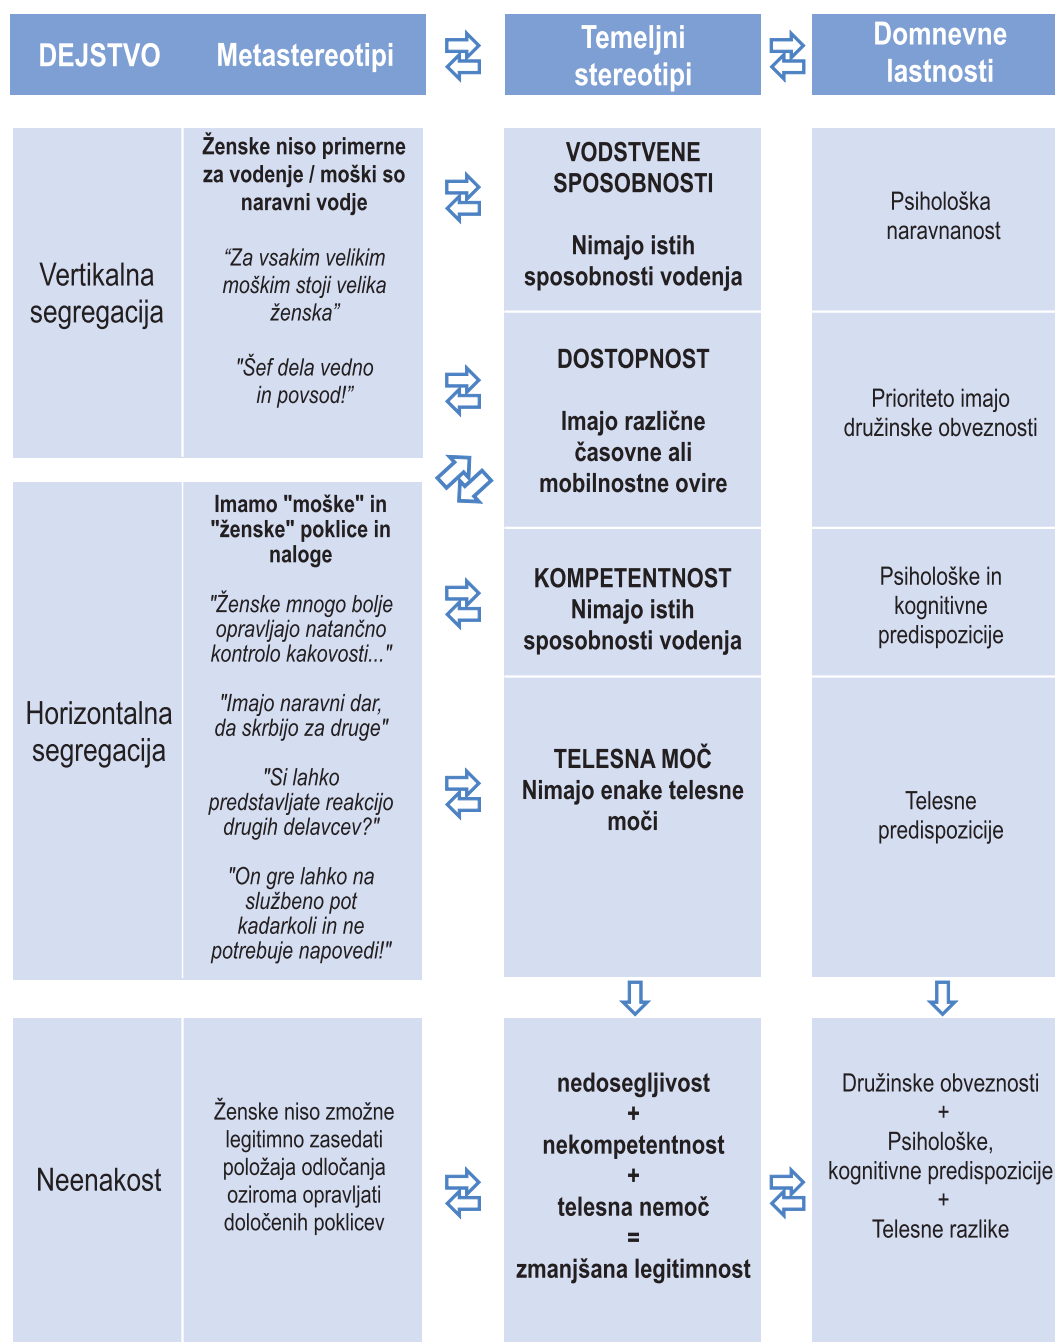 DEJSTVO
Metastereotipi
Temeljni
stereotipi
Domnevne
lastnosti
Vertikalna
segregacija
Ženske niso primerne
za vodenje / moški so
naravni vodje
“Za vsakim velikim
moškim stoji velika
ženska”
"Šef dela vedno
in povsod!”
VODSTVENE
SPOSOBNOSTI
Nimajo istih
sposobnosti vodenja
Psihološka
naravnanost
DOSTOPNOST
Imajo različne
časovne ali
mobilnostne ovire
Prioriteto imajo
družinske obveznosti
Horizontalna
segregacija
Imamo "moške" in
"ženske" poklice in
naloge
"Ženske mnogo bolje
opravljajo natančno
kontrolo kakovosti..."
"Imajo naravni dar,
da skrbijo za druge"
"Si lahko
predstavljate reakcijo
drugih delavcev?"
"On gre lahko na
službeno pot
kadarkoli in ne
potrebuje napovedi!"
KOMPETENTNOST
Nimajo istih
sposobnosti vodenja
Psihološke in
kognitivne
predispozicije
TELESNA MOČ
Nimajo enake telesne
moči
Telesne
predispozicije
Neenakost
Ženske niso zmožne
legitimno zasedati
položaja odločanja
oziroma opravljati
določenih poklicev
nedosegljivost
+
nekompetentnost
+
telesna nemoč
=
zmanjšana legitimnost
Družinske obveznosti
+
Psihološke,
kognitivne predispozicije
+
Telesne razlike